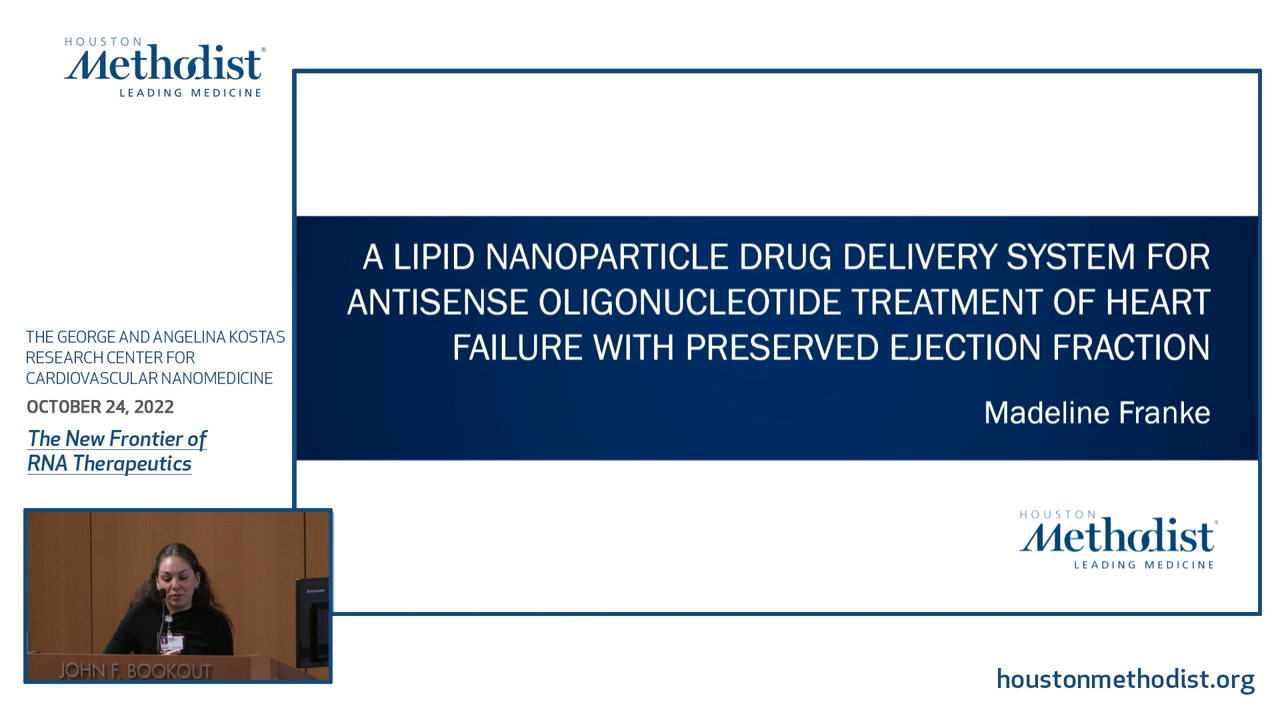 HOUSTON
Methodist®
LEADING MEDICINE
A LIPID NANOPARTICLE DRUG DELIVERY SYSTEM FOR
ANTISENSE OLIGONUCLEOTIDE TREATMENT OF HEART
FAILURE WITH PRESERVED EJECTION FRACTION
Madeline Franke
HOUSTON
Methodist®
LEADING MEDICINE
THE GEORGE AND ANGELINA KOSTAS
RESEARCH CENTER FOR
CARDIOVASCULAR NANOMEDICINE
OCTOBER 24, 2022
The New Frontier of
RNA Therapeutics
JOHN F. BOOKOUT
houstonmethodist.org